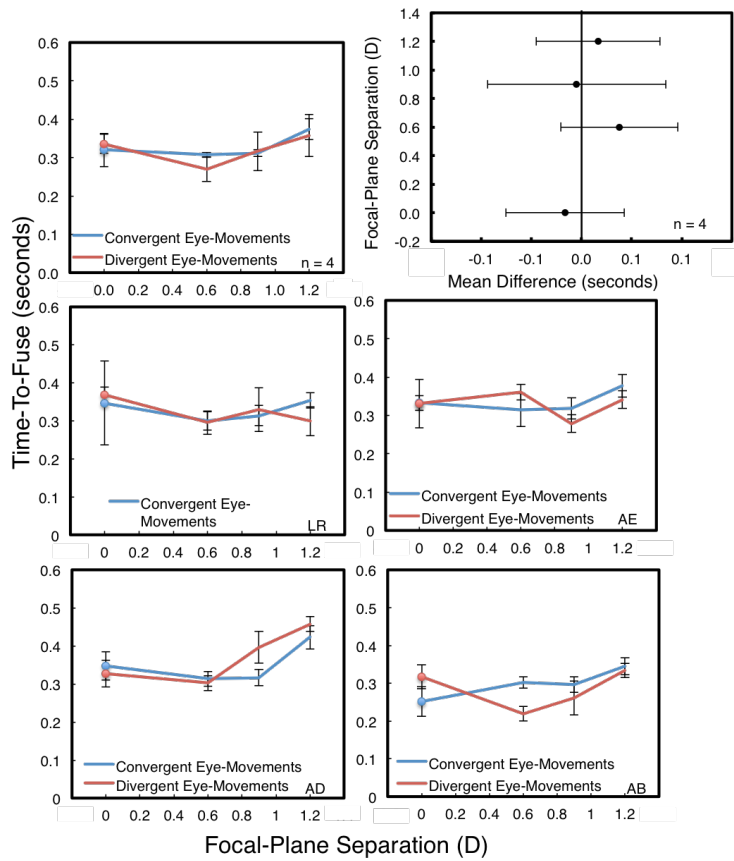 0.6
0.5
0.4
0.3
0.2
0.1
0.0
Convergent Eye-Movements
Divergent Eye-Movements
n = 4
0.0 0.2 0.4 0.6 0.8 1.0 1.2
Focal-Plane Separation (D)
1.4
1.2
1.0
0.8
0.6
0.4
0.2
0.0
-0.2
n = 4
-0.1 -0.1 0.0 0.1 0.1
Mean Difference (seconds)
Time-To-Fuse (seconds)
0.6
0.5
0.4
0.3
0.2
0.1
0
Convergent Eye-
Movements
LR
0 0.2 0.4 0.6 0.8 1 1.2
0.6
0.5
0.4
0.3
0.2
0.1
0
Convergent Eye-Movements
Divergent Eye-Movements
AE
0 0.2 0.4 0.6 0.8 1 1.2
0.6
0.5
0.4
0.3
0.2
0.1
0
Convergent Eye-Movements
Divergent Eye-Movements
AD
0 0.2 0.4 0.6 0.8 1 1.2
0.6
0.5
0.4
0.3
0.2
0.1
0
Convergent Eye-Movements
Divergent Eye-Movements
AB
0 0.2 0.4 0.6 0.8 1 1.2
Focal-Plane Separation (D)